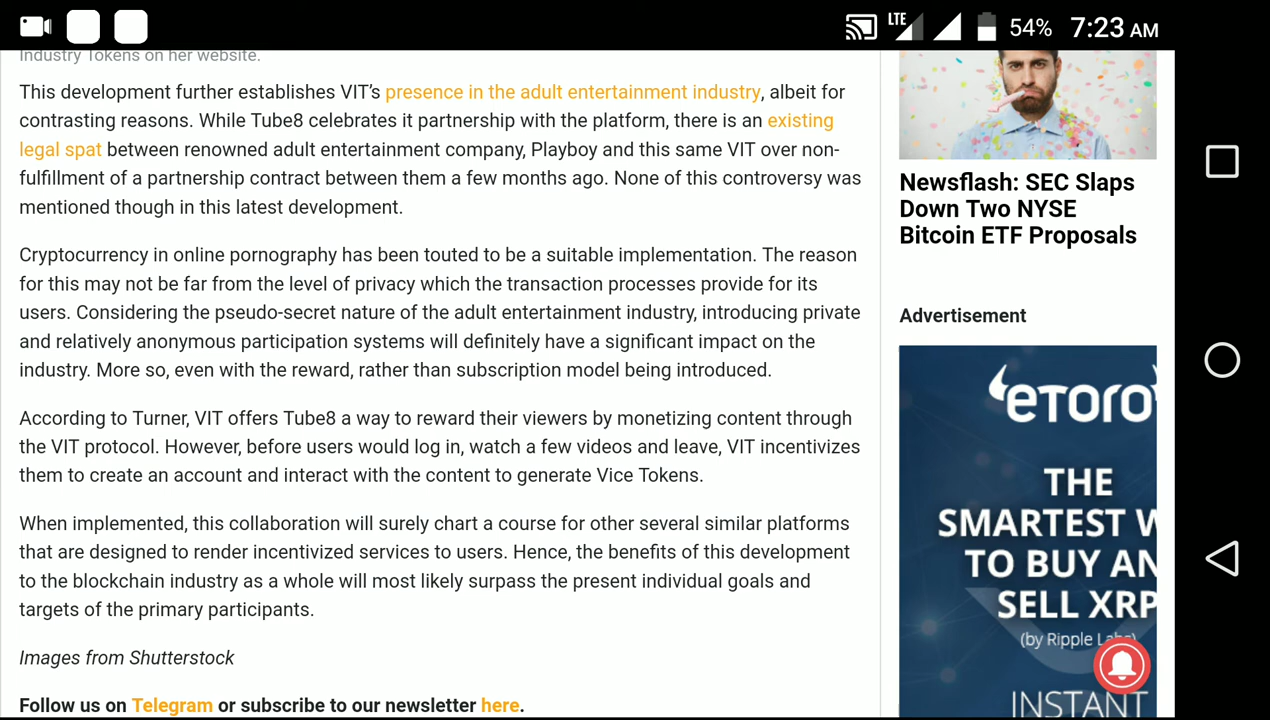 LTE 54% 7:23 AM
Industry Tokens on her website.
This development further establishes VIT's presence in the adult entertainment industry, albeit for
contrasting reasons. While Tube8 celebrates it partnership with the platform, there is an existing
legal spat between renowned adult entertainment company, Playboy and this same VIT over non-
fulfillment of a partnership contract between them a few months ago. None of this controversy was
mentioned though in this latest development.
Cryptocurrency in online pornography has been touted to be a suitable implementation. The reason
for this may not be far from the level of privacy which the transaction processes provide for its
users. Considering the pseudo-secret nature of the adult entertainment industry, introducing private
and relatively anonymous participation systems will definitely have a significant impact on the
industry. More so, even with the reward, rather than subscription model being introduced.
According to Turner, VIT offers Tube8 a way to reward their viewers by monetizing content through
the VIT protocol. However, before users would log in, watch a few videos and leave, VIT incentivizes
them to create an account and interact with the content to generate Vice Tokens.
When implemented, this collaboration will surely chart a course for other several similar platforms
that are designed to render incentivized services to users. Hence, the benefits of this development
to the blockchain industry as a whole will most likely surpass the present individual goals and
targets of the primary participants.
Images from Shutterstock
Follow us on Telegram or subscribe to our newsletter here.
Newsflash: SEC Slaps
Down Two NYSE
Bitcoin ETF Proposals
Advertisement
eToro
THE
SMARTEST W
TO BUY AN
SELL XRP
(by Ripple Labs)
INSTANT